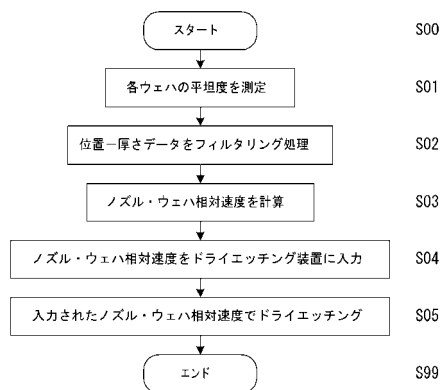 スタート S00
各ウェハの平坦度を測定 S01
位置−厚さデータをフィルタリング処理 S02
ノズル・ウェハ相対速度を計算 S03
ノズル・ウェハ相対速度をドライエッチング装置に入力 S04
入力されたノズル・ウェハ相対速度でドライエッチング S05
エンド S99